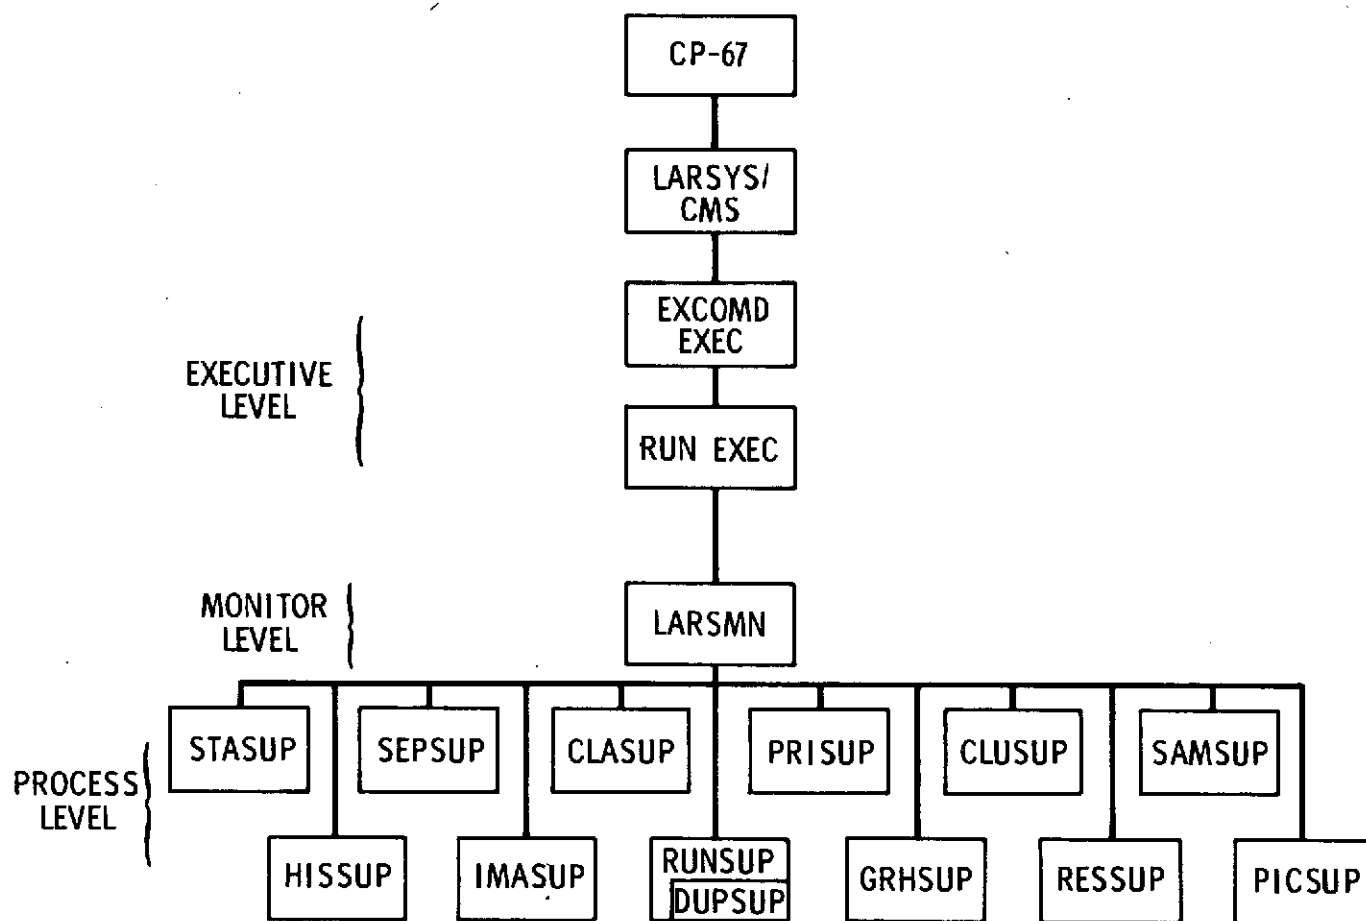 CP-67
LARSYS/
CMS
EXCOMD
EXEC
EXECUTIVE
LEVEL
RUN EXEC
MONITOR
LEVEL
LARSMN
STASUP
SEPSUP
CLASUP
PRISUP
CLUSUP
SAMSUP
PROCESS
LEVEL
HISSUP
IMASUP
RUNSUP
DUPSUP
GRHSUP
RESSUP
PICSUP